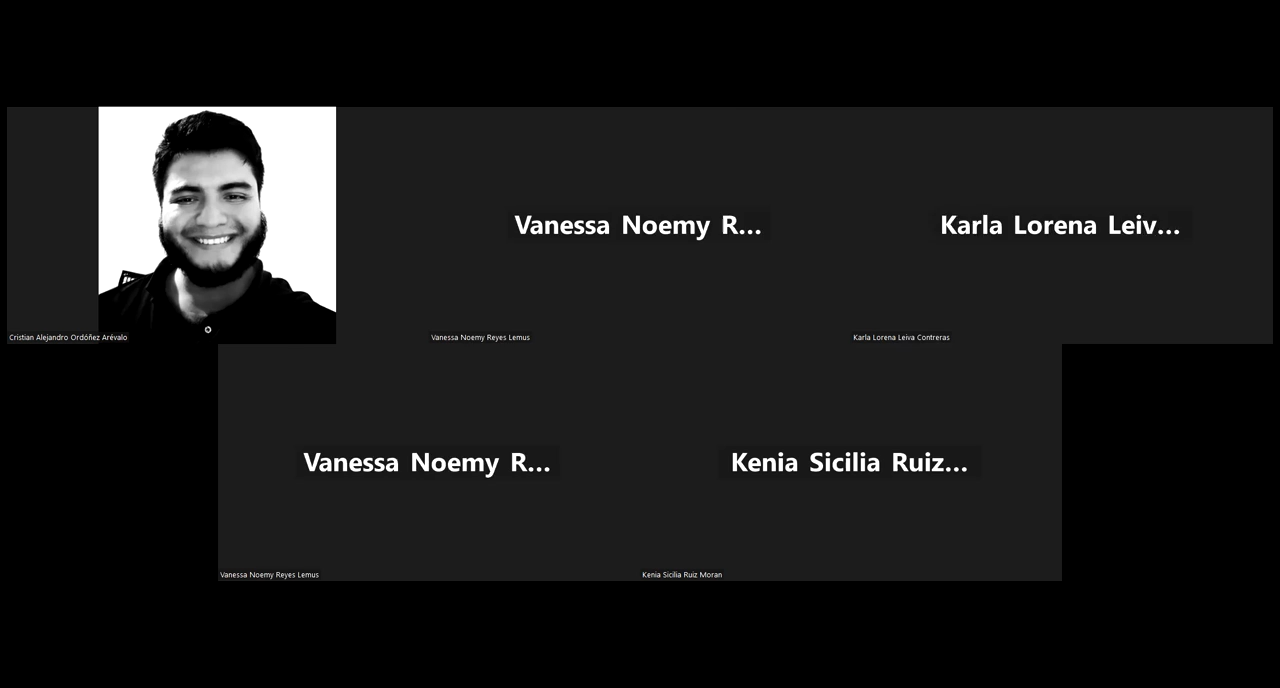 Vanessa Noemy R...
Karla Lorena Leiv...
Cristian Alejandro Ordóñez Arévalo
Vanessa Noemy Reyes Lemus
Karla Lorena Leiva Contreras
Vanessa Noemy R...
Kenia Sicilia Ruiz...
Vanessa Noemy Reyes Lemus
Kenia Sicilia Ruiz Moran